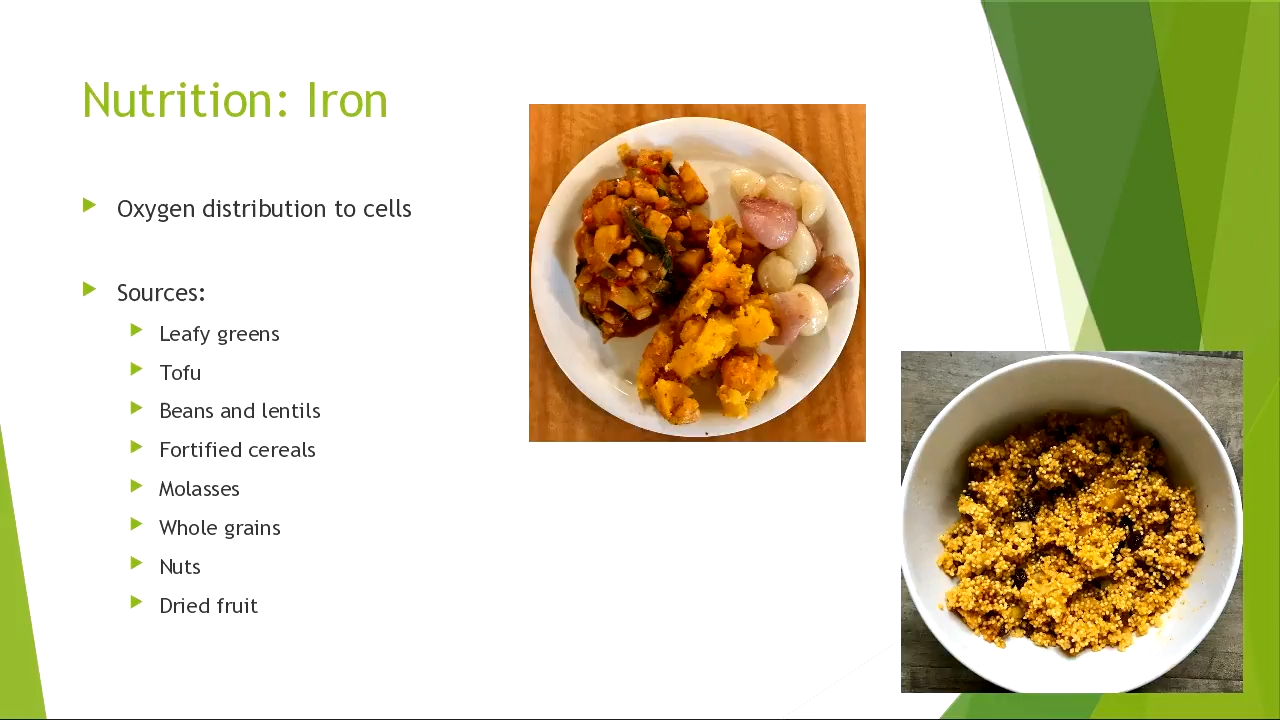 Nutrition: Iron
Oxygen distribution to cells
Sources:
Leafy greens
Tofu
Beans and lentils
Fortified cereals
Molasses
Whole grains
Nuts
Dried fruit